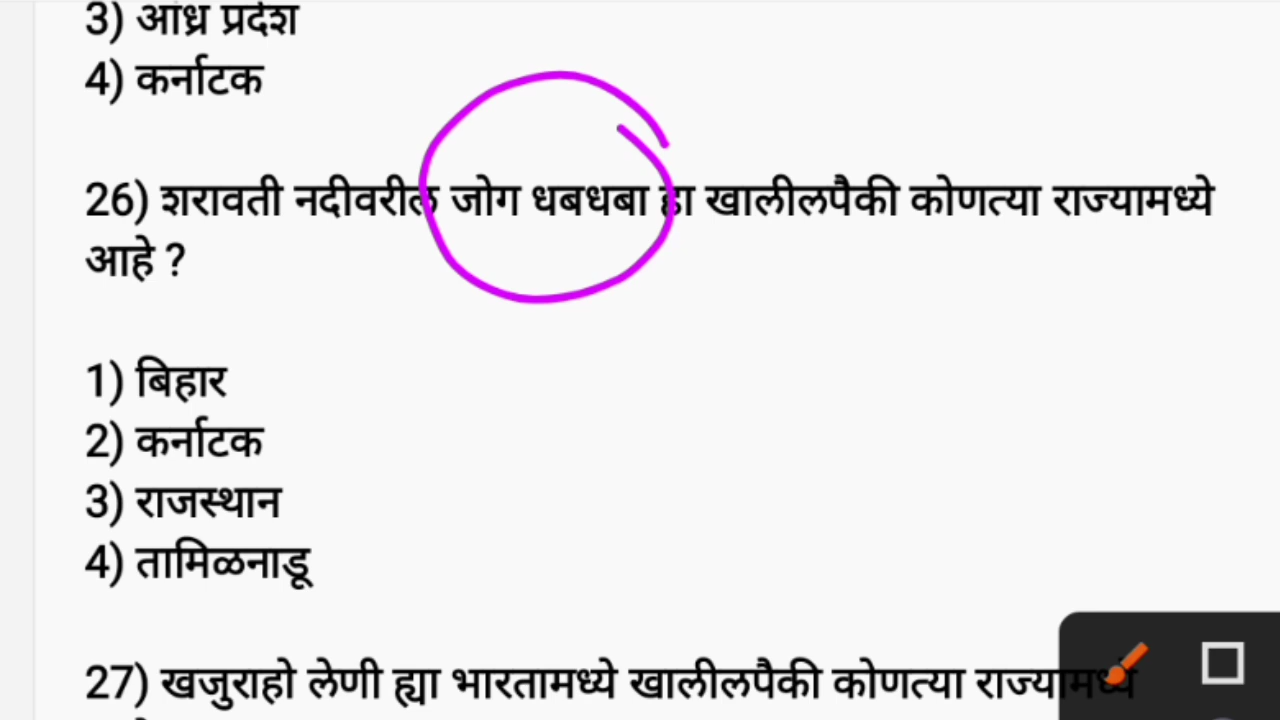 3) आंध्र प्रदेश
4) कर्नाटक
26) शरावती नदीवरील जोग धबधबा हा खालीलपैकी कोणत्या राज्यामध्ये
आहे ?
1) बिहार
2) कर्नाटक
3) राजस्थान
4) तामिळनाडू
27) खजुराहो लेणी ह्या भारतामध्ये खालीलपैकी कोणत्या राज्यामध्ये